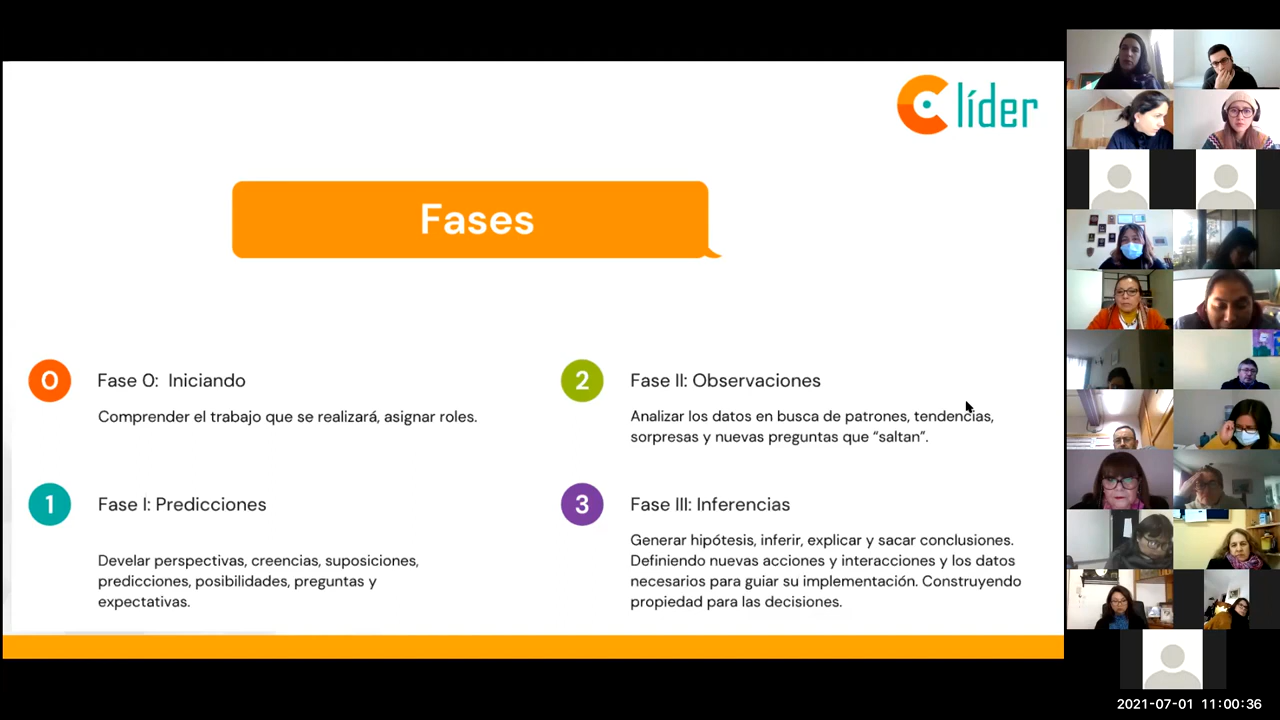 líder
Fases
0
Fase 0: Iniciando
Comprender el trabajo que se realizará, asignar roles.
1
Fase I: Predicciones
Develar perspectivas, creencias, suposiciones,
predicciones, posibilidades, preguntas y
expectativas.
2
Fase II: Observaciones
Analizar los datos en busca de patrones, tendencias,
sorpresas y nuevas preguntas que “saltan”.
3
Fase III: Inferencias
Generar hipótesis, inferir, explicar y sacar conclusiones.
Definiendo nuevas acciones y interacciones y los datos
necesarios para guiar su implementación. Construyendo
propiedad para las decisiones.
2021-07-01 11:00:36